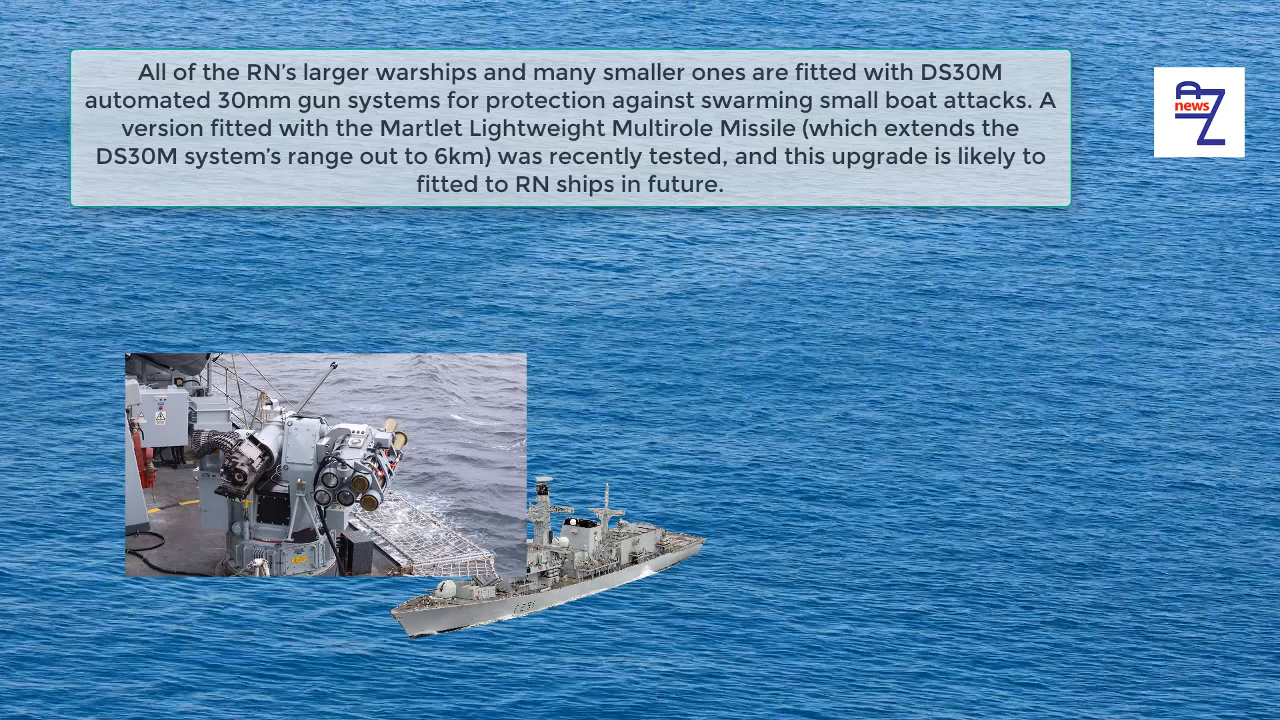 All of the RN’s larger warships and many smaller ones are fitted with DS30M
automated 30mm gun systems for protection against swarming small boat attacks. A
version fitted with the Martlet Lightweight Multirole Missile (which extends the
DS30M system’s range out to 6km) was recently tested, and this upgrade is likely to
fitted to RN ships in future.
A
news
Z